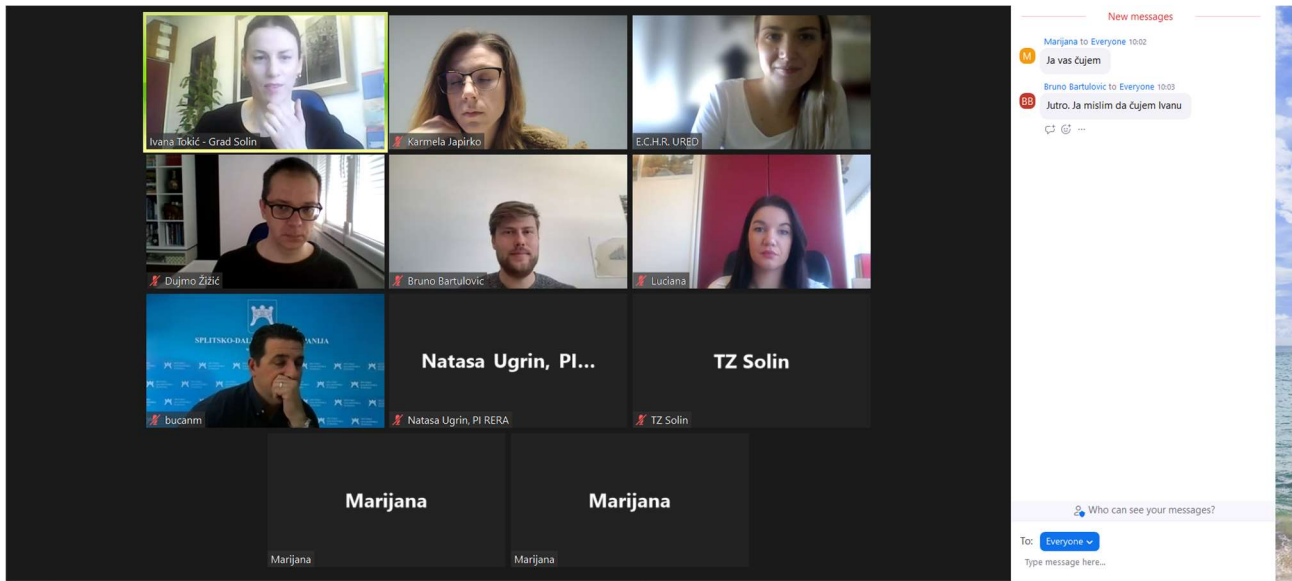 Ivana Tokić - Grad Solin
Karmela Japirko
E.C.H.R. URED
Dujmo Žižić
Bruno Bartulovic
Luciana
SPLITSKO-DAL
ANIJA
bucanm
Natasa Ugrin, PI...
Natasa Ugrin, PI RERA
TZ Solin
TZ Solin
Marijana
Marijana
Marijana
Marijana
New messages
Marijana to Everyone 10:02
M
Ja vas čujem
Bruno Bartulovic to Everyone 10:03
BB
Jutro. Ja mislim da čujem Ivanu
Who can see your messages?
To: Everyone
Type message here...